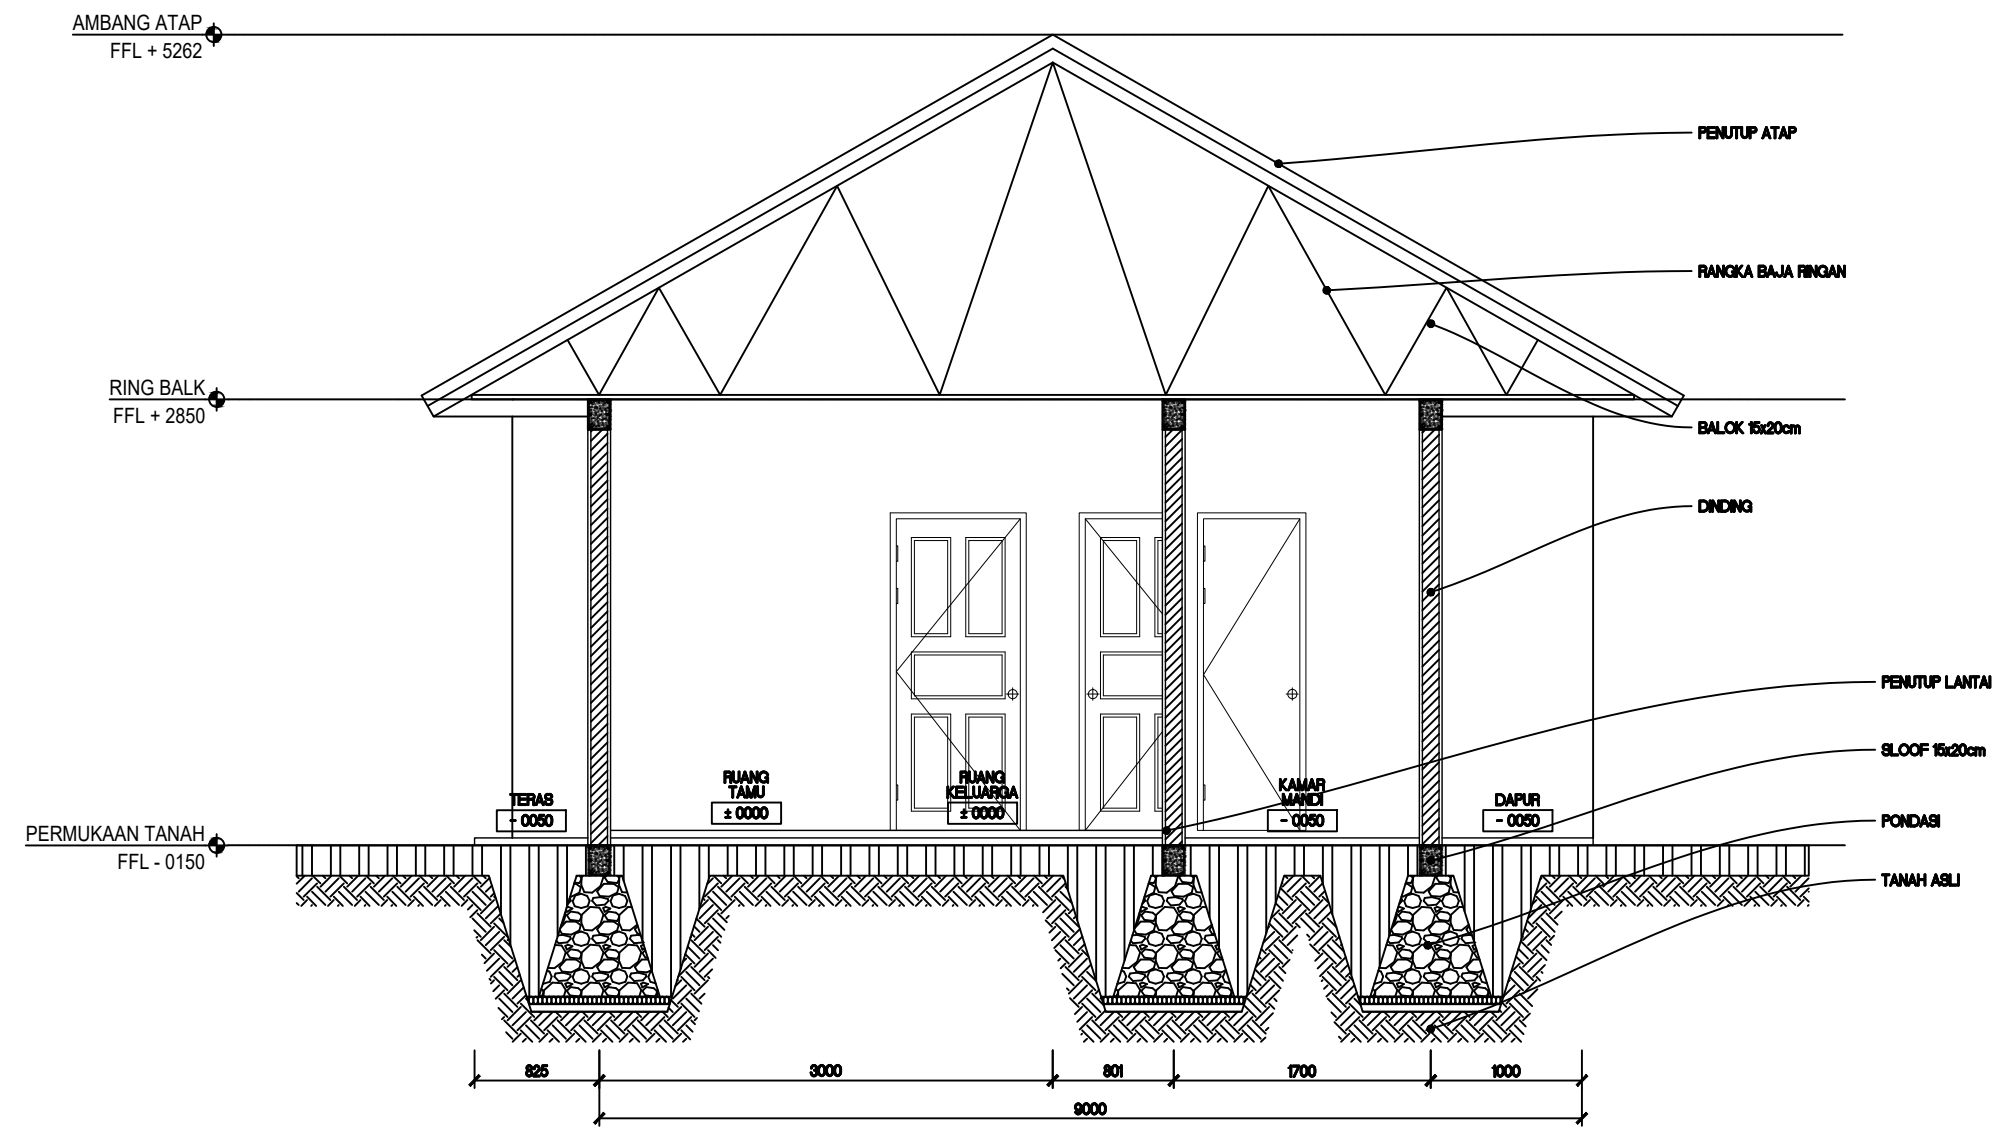 AMBANG ATAP
FFL + 5262
PENUTUP ATAP
RANGKA BAJA RINGAN
RING BALK
FFL + 2850
BALOK 15x20cm
DINDING
PENUTUP LANTAI
SLOOF 15x20cm
PONDASI
TANAH ASLI
TERAS
- 0050
RUANG
TAMU
± 0000
RUANG
KELUARGA
± 0000
KAMAR
MANDI
- 0050
DAPUR
- 0050
PERMUKAAN TANAH
FFL - 0150
825
3000
801
1700
1000
9000